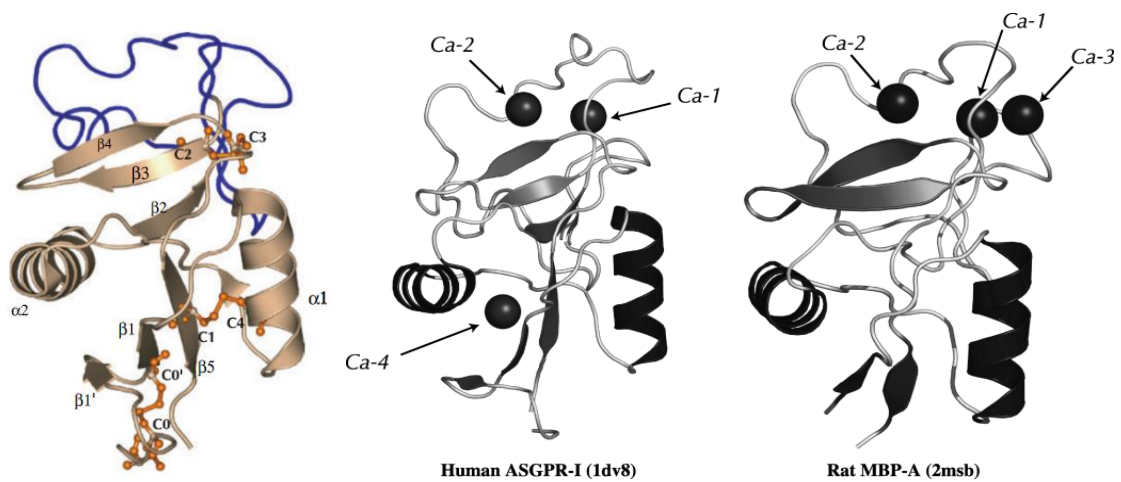 β4
C3
C2
β3
β2
α2
α1
C4
β1
C1
β5
C0'
β1'
C0
Ca-2
Ca-1
Ca-4
Human ASGPR-I (1dv8)
Ca-1
Ca-2
Ca-3
Rat MBP-A (2msb)